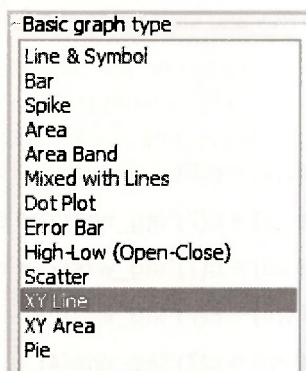 Basic graph type
Line & Symbol
Bar
Spike
Area
Area Band
Mixed with Lines
Dot Plot
Error Bar
High-Low (Open-Close)
Scatter
XY Line
XY Area
Pie